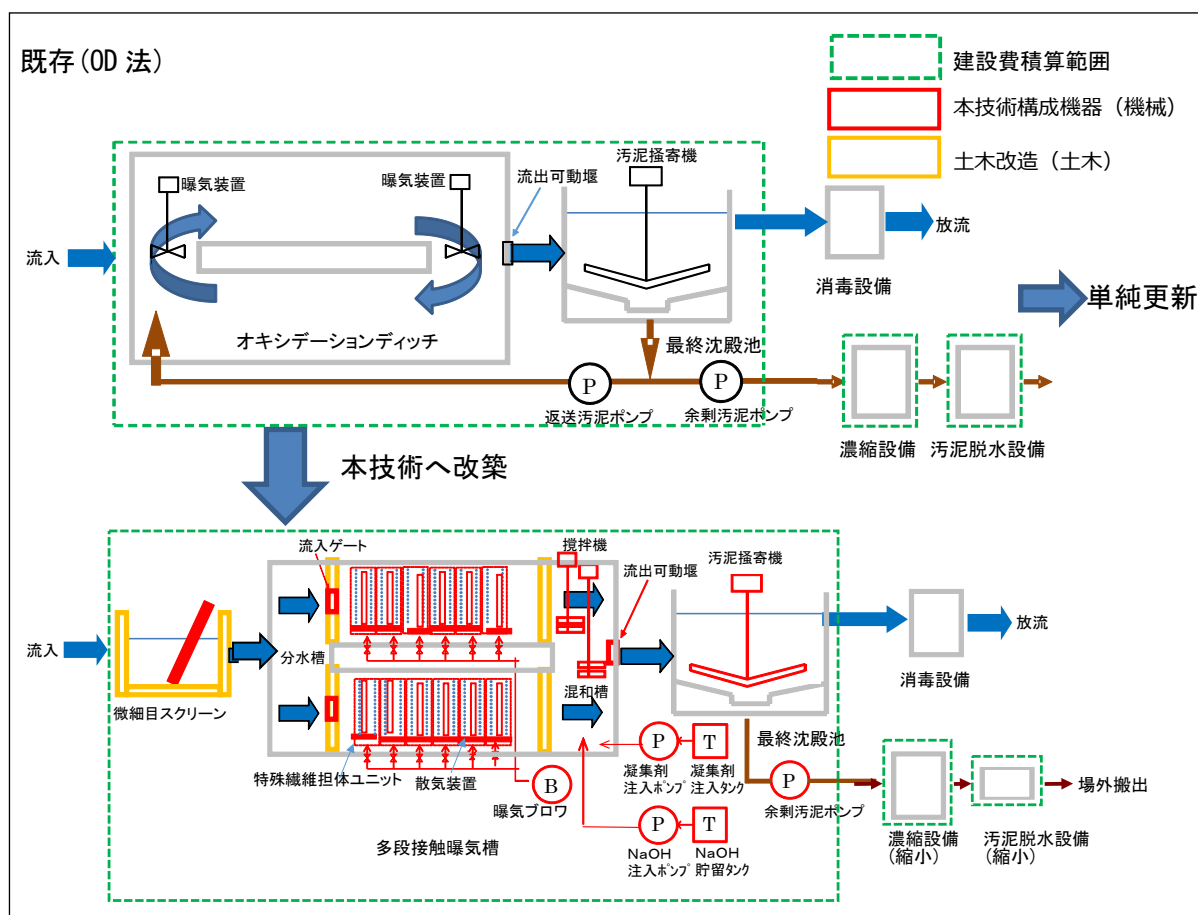 既存(OD 法)
建設費積算範囲
本技術構成機器(機械)
土木改造(土木)
汚泥掻寄機
曝気装置
曝気装置
流出可動堰
流入
放流
消毒設備
単純更新
オキシデーションディッチ
最終沈殿池
P
P
返送汚泥ポンプ
余剰汚泥ポンプ
濃縮設備
汚泥脱水設備
本技術へ改築
流入ゲート
撹拌機
流出可動堰
汚泥掻寄機
流入
分水槽
放流
消毒設備
混和槽
微細目スクリーン
特殊繊維担体ユニット
散気装置
B
曝気ブロワ
P
T
凝集剤
注入ポンプ
凝集剤
注入タンク
最終沈殿池
P
余剰汚泥ポンプ
場外搬出
P
T
NaOH
注入ポンプ
NaOH
貯留タンク
濃縮設備
(縮小)
汚泥脱水設備
(縮小)
多段接触曝気槽